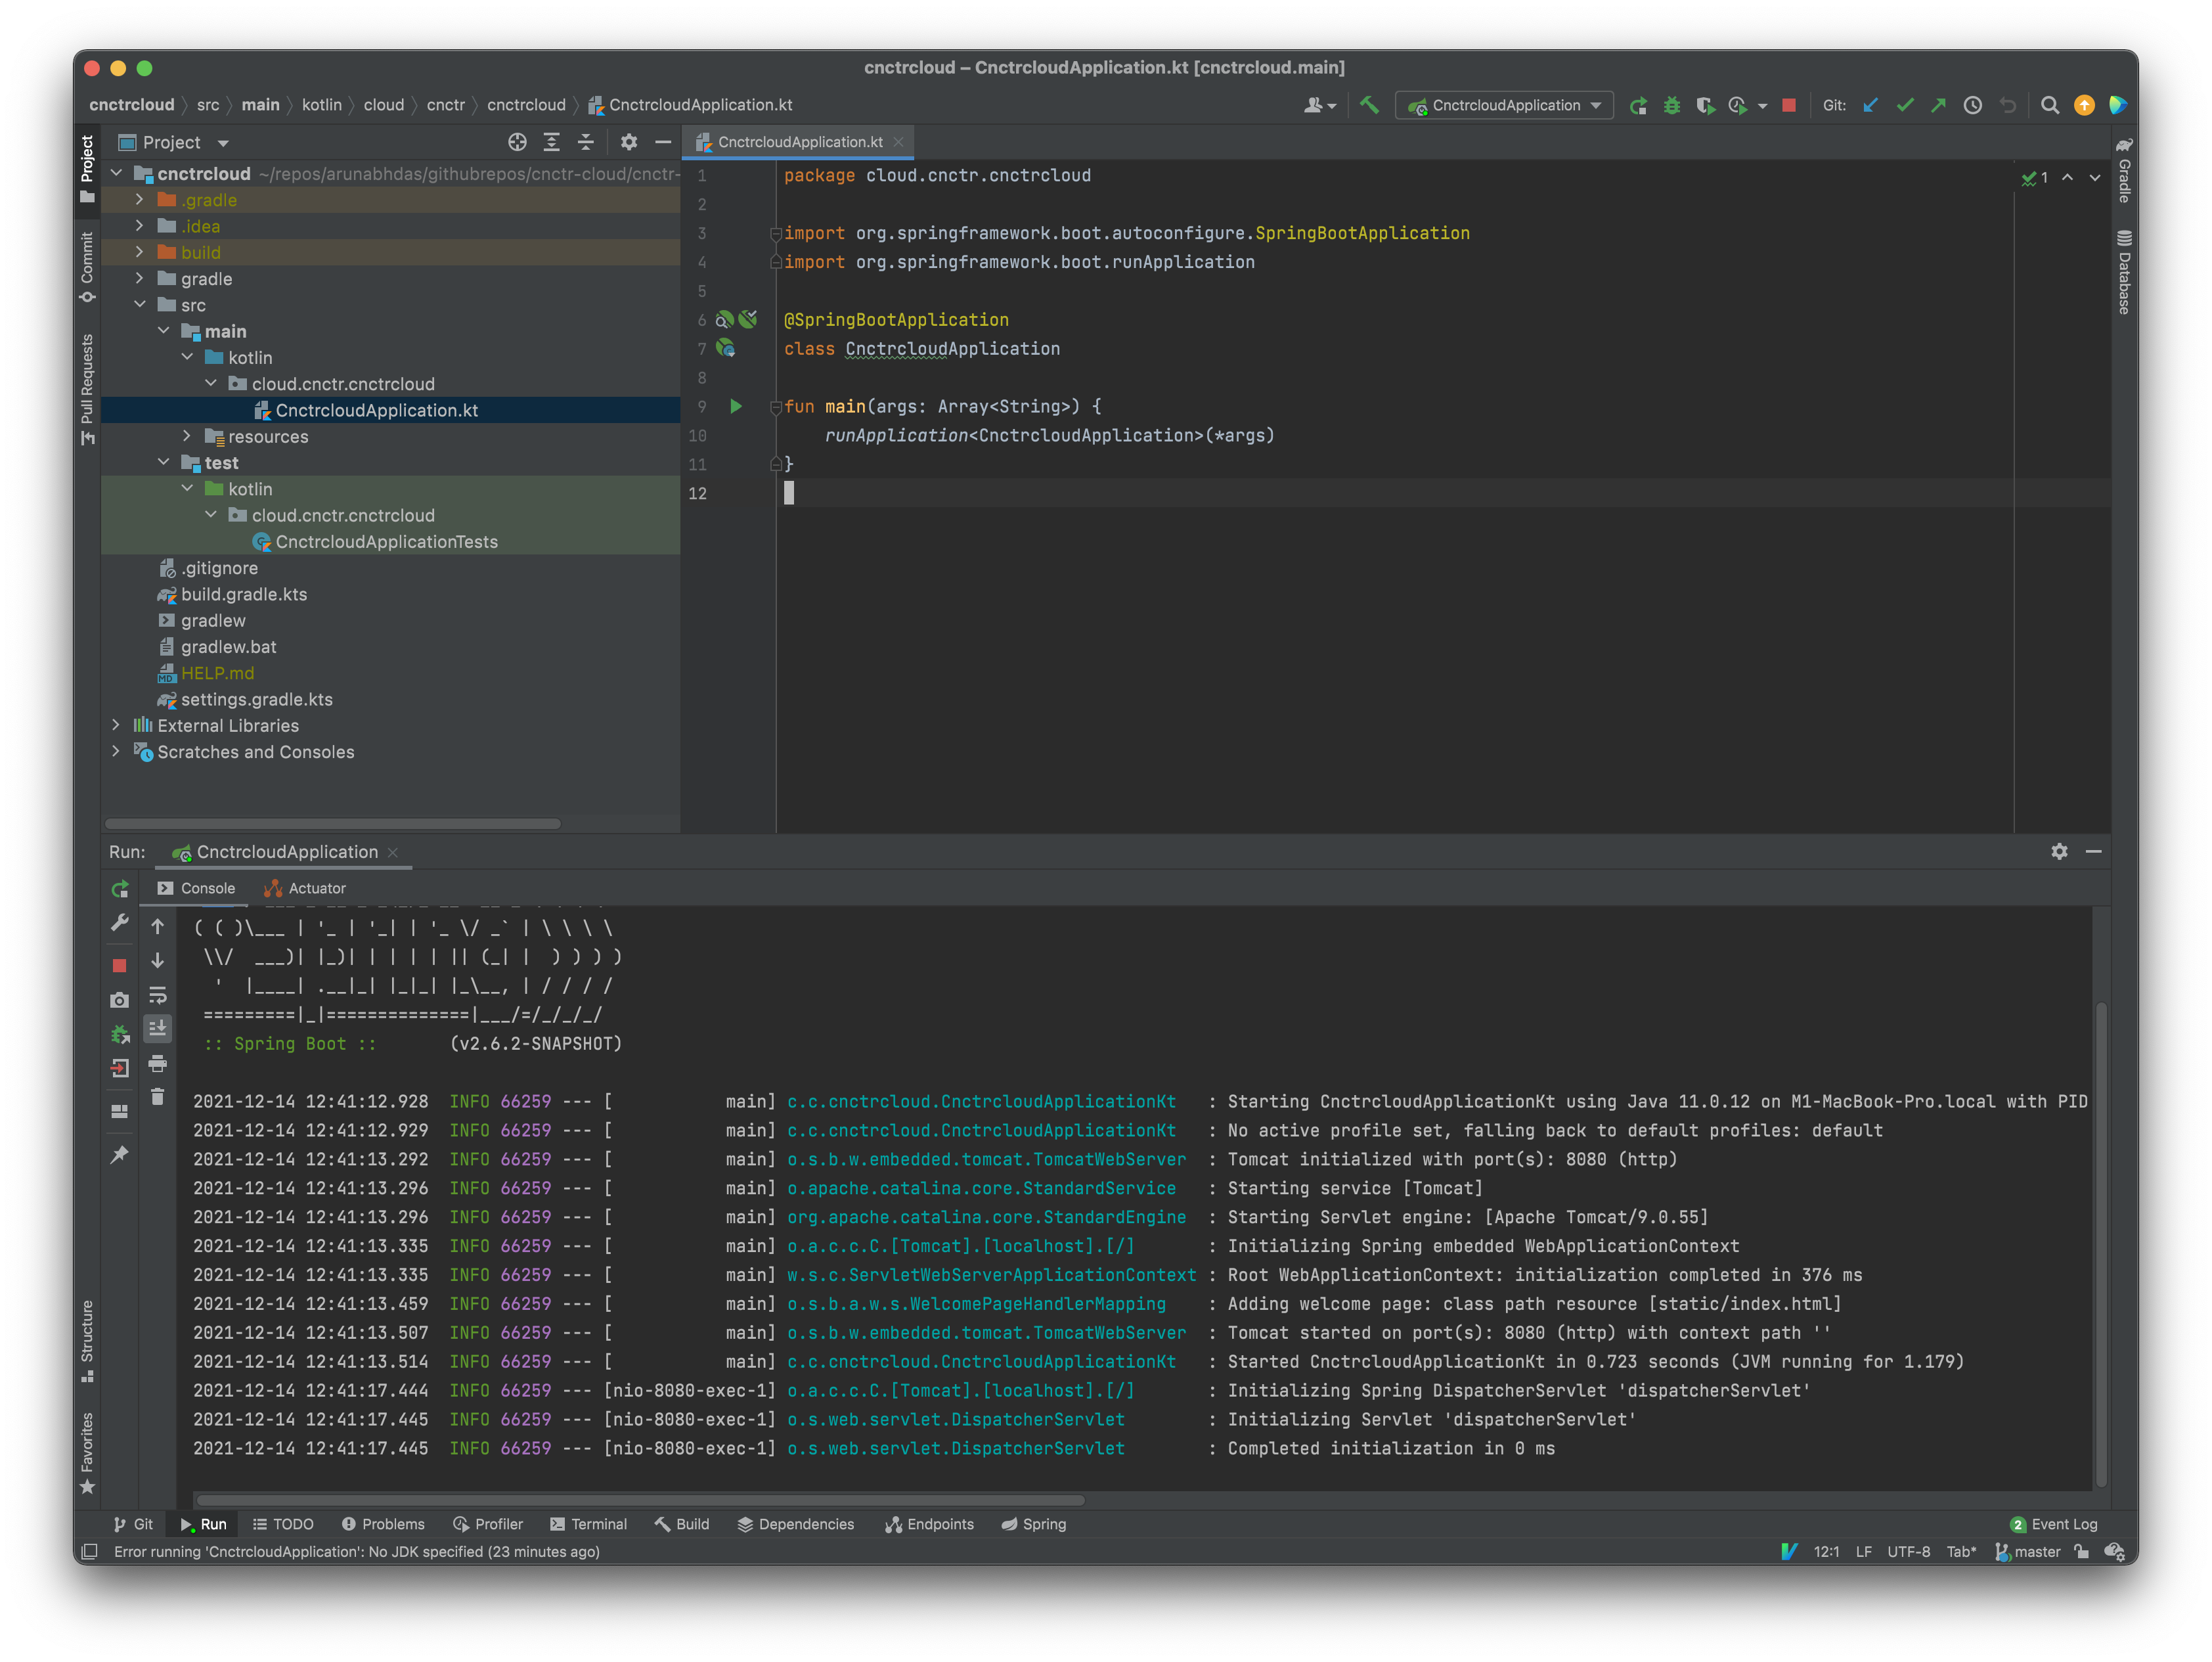 cnctrcloud – CnctrcloudApplication.kt [cnctrcloud.main]
cnctrcloud src main kotlin cloud cnctr cnctrcloud CnctrcloudApplication.kt
CnctrcloudApplication
Git:
Project
CnctrcloudApplication.kt
cnctrcloud ~/repos/arunabhdas/githubrepos/cnctr-cloud/cnctr-
.gradle
.idea
build
gradle
src
main
kotlin
cloud.cnctr.cnctrcloud
CnctrcloudApplication.kt
resources
test
kotlin
cloud.cnctr.cnctrcloud
CnctrcloudApplicationTests
.gitignore
build.gradle.kts
gradlew
gradlew.bat
HELP.md
settings.gradle.kts
External Libraries
Scratches and Consoles
Project
Commit
Pull Requests
Structure
Favorites
1 package cloud.cnctr.cnctrcloud
2
3 import org.springframework.boot.autoconfigure.SpringBootApplication
4 import org.springframework.boot.runApplication
5
6 @SpringBootApplication
7 class CnctrcloudApplication
8
9 fun main(args: Array<String>) {
10 runApplication<CnctrcloudApplication>(*args)
11 }
12
1
Gradle
Database
Run: CnctrcloudApplication
Console Actuator
( ( )\___ | '_ | '_| | '_ \/ _` | \ \ \ \
\\/  ___)| |_)| | | | | || (_| |  ) ) ) )
'  |____| .__|_| |_|_| |_\__, | / / / /
=========|_|==============|___/=/_/_/_/
:: Spring Boot :: (v2.6.2-SNAPSHOT)
2021-12-14 12:41:12.928 INFO 66259 --- [ main] c.c.cnctrcloud.CnctrcloudApplicationKt : Starting CnctrcloudApplicationKt using Java 11.0.12 on M1-MacBook-Pro.local with PID
2021-12-14 12:41:12.929 INFO 66259 --- [ main] c.c.cnctrcloud.CnctrcloudApplicationKt : No active profile set, falling back to default profiles: default
2021-12-14 12:41:13.292 INFO 66259 --- [ main] o.s.b.w.embedded.tomcat.TomcatWebServer : Tomcat initialized with port(s): 8080 (http)
2021-12-14 12:41:13.296 INFO 66259 --- [ main] o.apache.catalina.core.StandardService : Starting service [Tomcat]
2021-12-14 12:41:13.296 INFO 66259 --- [ main] org.apache.catalina.core.StandardEngine : Starting Servlet engine: [Apache Tomcat/9.0.55]
2021-12-14 12:41:13.335 INFO 66259 --- [ main] o.a.c.c.C.[Tomcat].[localhost].[/] : Initializing Spring embedded WebApplicationContext
2021-12-14 12:41:13.335 INFO 66259 --- [ main] w.s.c.ServletWebServerApplicationContext : Root WebApplicationContext: initialization completed in 376 ms
2021-12-14 12:41:13.459 INFO 66259 --- [ main] o.s.b.a.w.s.WelcomePageHandlerMapping : Adding welcome page: class path resource [static/index.html]
2021-12-14 12:41:13.507 INFO 66259 --- [ main] o.s.b.w.embedded.tomcat.TomcatWebServer : Tomcat started on port(s): 8080 (http) with context path ''
2021-12-14 12:41:13.514 INFO 66259 --- [ main] c.c.cnctrcloud.CnctrcloudApplicationKt : Started CnctrcloudApplicationKt in 0.723 seconds (JVM running for 1.179)
2021-12-14 12:41:17.444 INFO 66259 --- [nio-8080-exec-1] o.a.c.c.C.[Tomcat].[localhost].[/] : Initializing Spring DispatcherServlet 'dispatcherServlet'
2021-12-14 12:41:17.445 INFO 66259 --- [nio-8080-exec-1] o.s.web.servlet.DispatcherServlet : Initializing Servlet 'dispatcherServlet'
2021-12-14 12:41:17.445 INFO 66259 --- [nio-8080-exec-1] o.s.web.servlet.DispatcherServlet : Completed initialization in 0 ms
Git Run TODO Problems Profiler Terminal Build Dependencies Endpoints Spring 2 Event Log
Error running 'CnctrcloudApplication': No JDK specified (23 minutes ago) 12:1 LF UTF-8 Tab* master